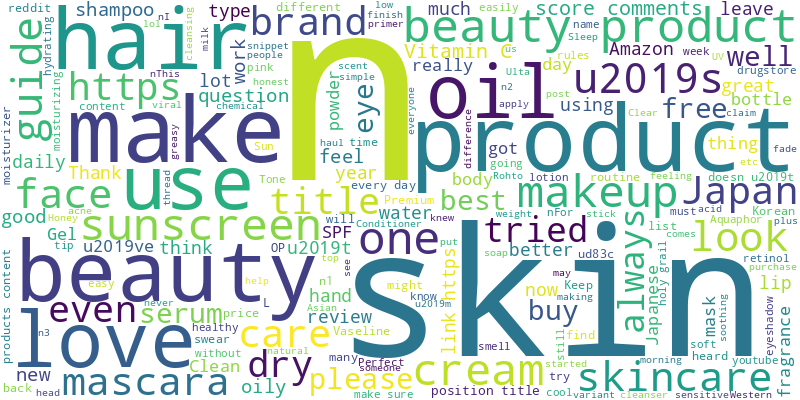 shampoo
brand
reddit
lol
nI
type
different
low
finish
primer
easily
name
Sleep
much
beauty
product
score
comments
leave
hair
milk
hydrating
cleansing
nThis
snippet
people
pink
work
scent
simple
honest
viral
chemical
lot
question
Vitamin C
really
us
rules
day
post
Ulta
n2
apply
Amazon
week
UV
well
drugstore
u2019s
great
bottle
guide
https
content
moisturizing
moisturizer
make
n
oil
powder
eye
everyone
difference
using
free
Clear
claim
etc
fade
daily
greasy
Sun
haul
time
feel
year
every day
got
going
Rohto
lotion
thing
doesn u2019t
routine
feeling
product
Thank
thread
Tone
Premium
body
best
weight
stick
must
acid
Korean
plus
face
use
title
makeup
Japan
Honey
acne
good
Gel
tip
u2019ve
sunscreen
think
SPF
OP
u2019t
water
will
Conditioner
knew
one
put
soap
tried
better
nFor
ud83c
now
Keep
making
may
Aquaphor
list
comes
look
retinol
purchase
holy grail
Japanese
always
products content
beauty
skin
even
easy
never
L
help
top
n1
hand
Asian
see
might
know
u2019m
link https
buy
smell
still
find
mask
soft
heard
soothing
youtube
lip
eyeshadow
fragrance
love
n3
serum
price
healthy
swear
review
Vaseline
care
Clean
without
natural
many
Perfect
someone
new
back
head
mascara
oily
dry
please
make sure
cream
position title
started
try
cool
skincare
morning
variant
closer
sensitive
Western